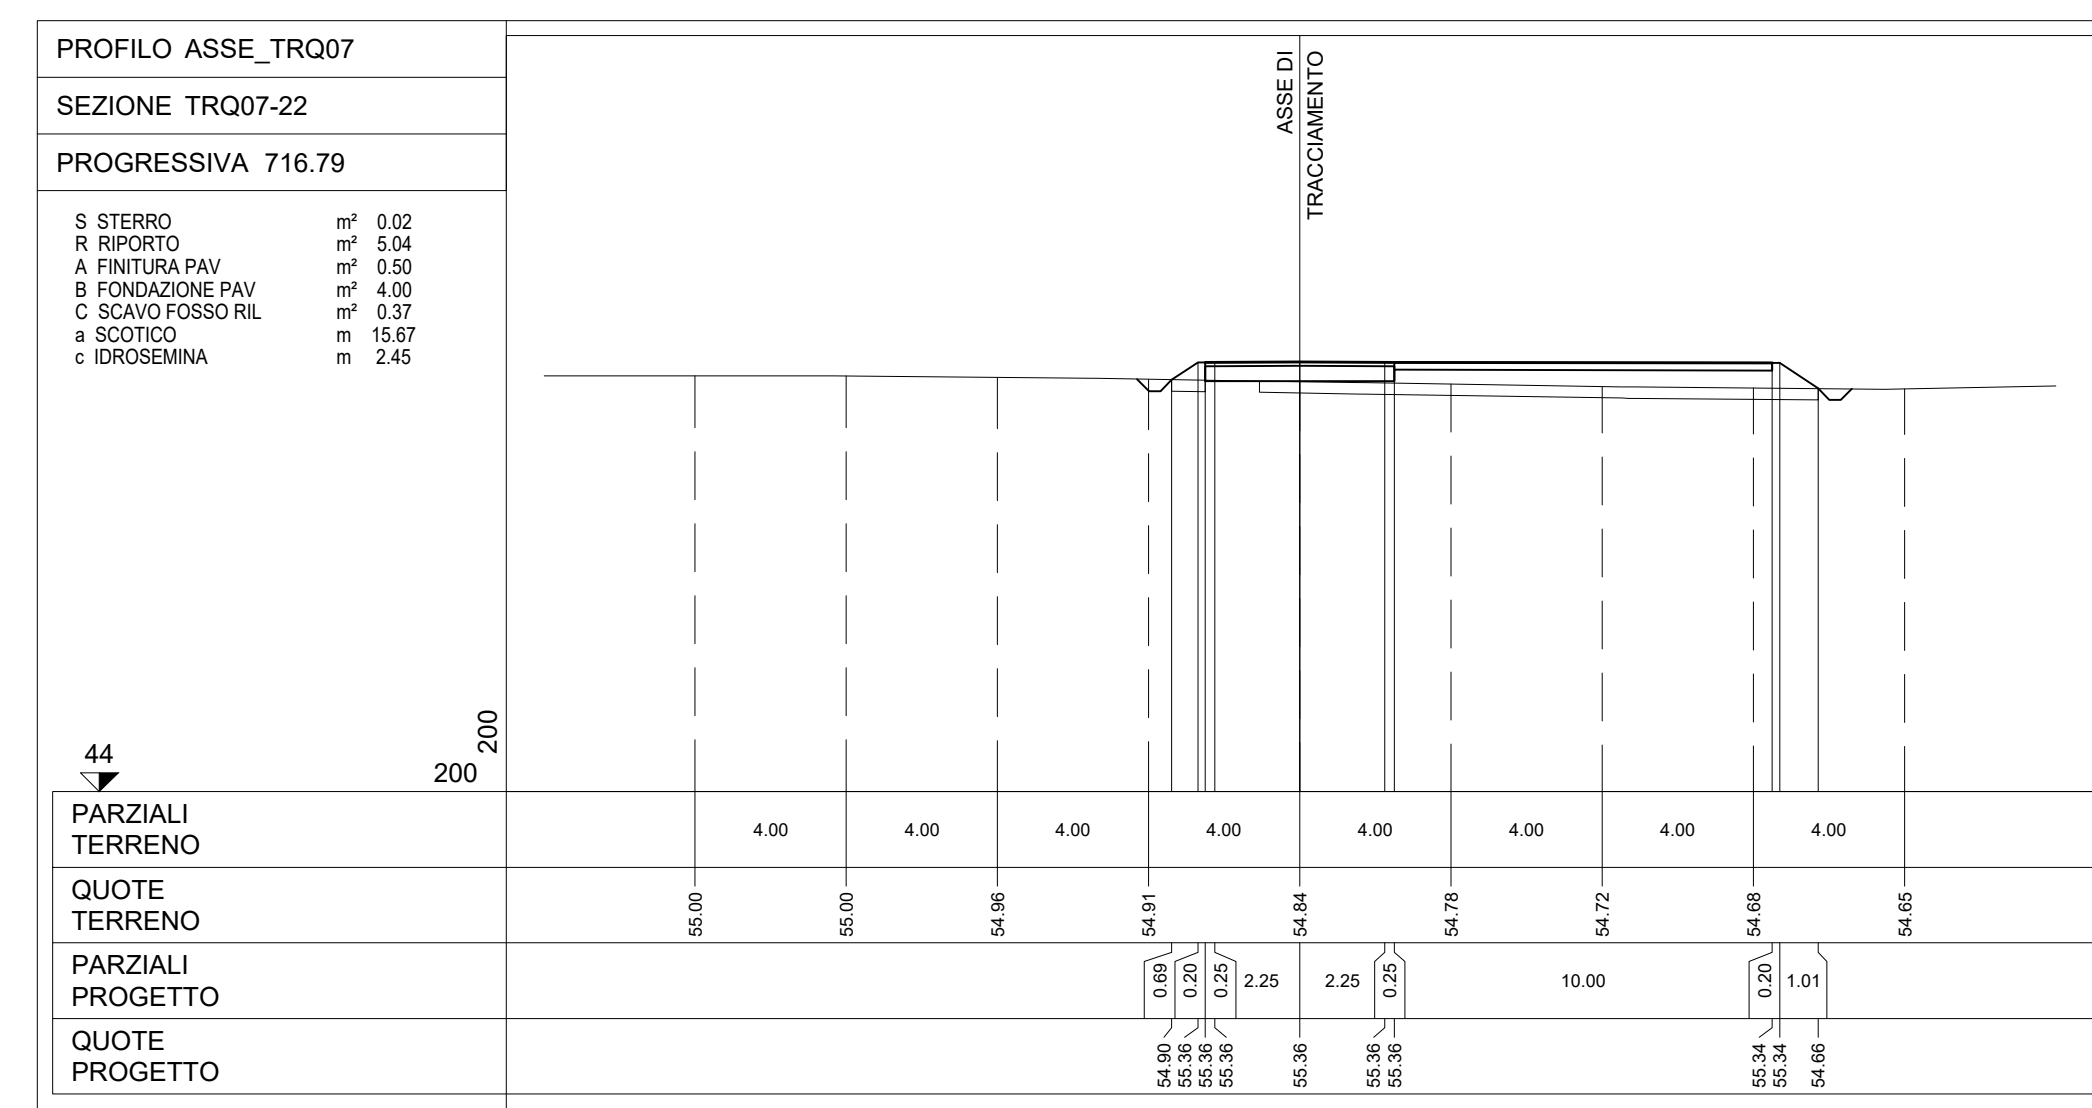 PROFILO ASSE_TRQ07
SEZIONE TRQ07-22
PROGRESSIVA 716.79
S STERRO m² 0.02
R RIPORTO m² 5.04
A FINITURA PAV m² 0.50
B FONDAZIONE PAV m² 4.00
C SCAVO FOSSO RIL m² 0.37
a SCOTICO m 15.67
c IDROSEMINA m 2.45
ASSE DI
TRACCIAMENTO
44
200
200
PARZIALI
TERRENO
4.00 4.00 4.00 4.00 4.00 4.00 4.00 4.00
QUOTE
TERRENO
55.00 55.00 54.96 54.91 54.84 54.78 54.72 54.68 54.65
PARZIALI
PROGETTO
0.69 0.20 0.25 2.25 2.25 0.25 10.00 0.20 1.01
QUOTE
PROGETTO
54.90 55.36 55.36 55.36 55.36 55.36 55.36 55.34 55.34 54.66